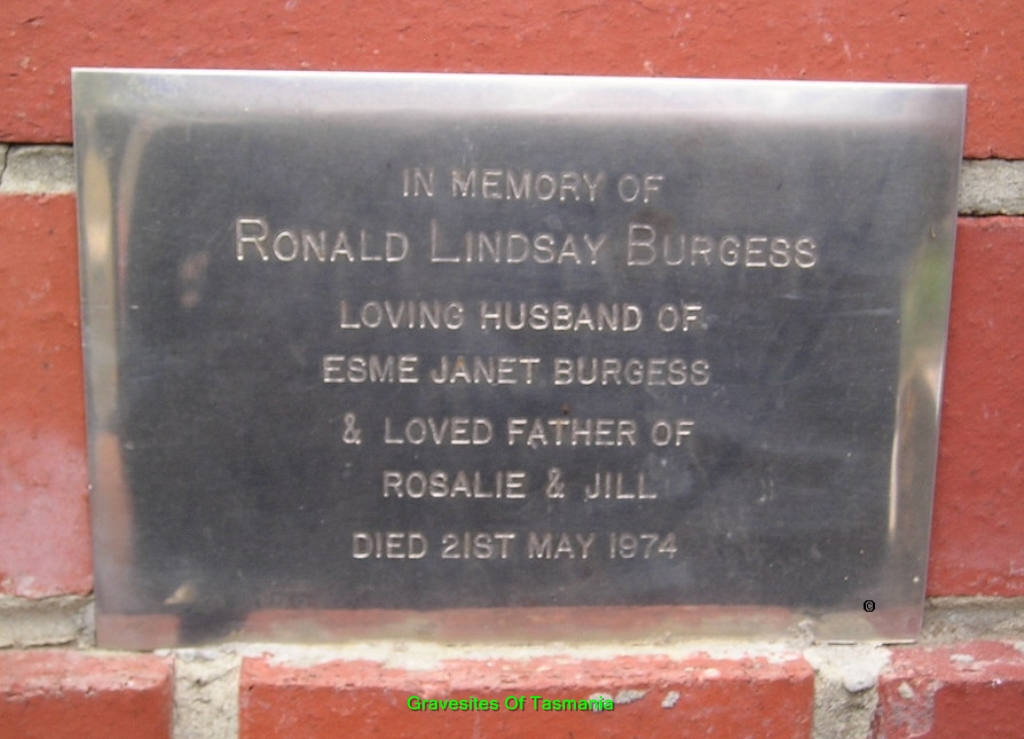 IN MEMORY OF
RONALD LINDSAY BURGESS
LOVING HUSBAND OF
ESME JANET BURGESS
& LOVED FATHER OF
ROSALIE & JILL
DIED 21ST MAY 1974
©
Gravesites Of Tasmania